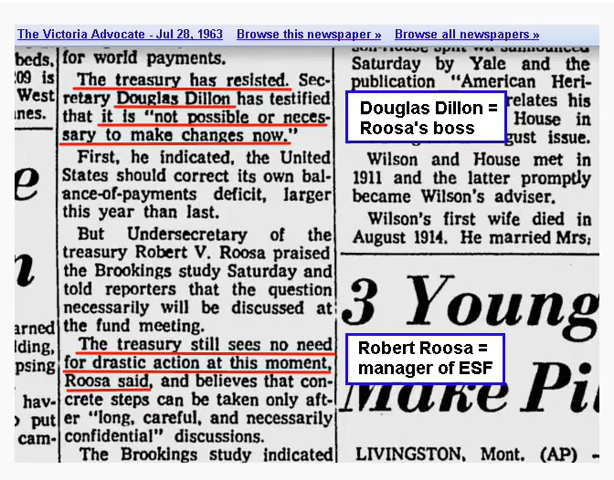 The Victoria Advocate - Jul 28, 1963 Browse this newspaper » Browse all newspapers »
beds,
209 is
West
nes.
e
n
arned
lding,
psing
hav-
put
cam-
for world payments.
The treasury has resisted. Sec-
retary Douglas Dillon has testified
that it is "not possible or neces-
sary to make changes now."
First, he indicated, the United
States should correct its own bal-
ance-of-payments deficit, larger
this year than last.
But Undersecretary of the
treasury Robert V. Roosa praised
the Brookings study Saturday and
told reporters that the question
necessarily will be discussed at
the fund meeting.
The treasury still sees no need
for drastic action at this moment,
Roosa said, and believes that con-
crete steps can be taken only aft-
er "long, careful, and necessarily
confidential" discussions.
The Brookings study indicated
son-House split was announced
Saturday by Yale and the
publication "American Heri-
relates his
House in
gust issue.
Douglas Dillon =
Roosa's boss
Wilson and House met in
1911 and the latter promptly
became Wilson's adviser.
Wilson's first wife died in
August 1914. He married Mrs.
3 Young
Robert Roosa =
manager of ESF
Make Pi
LIVINGSTON, Mont. (AP) -